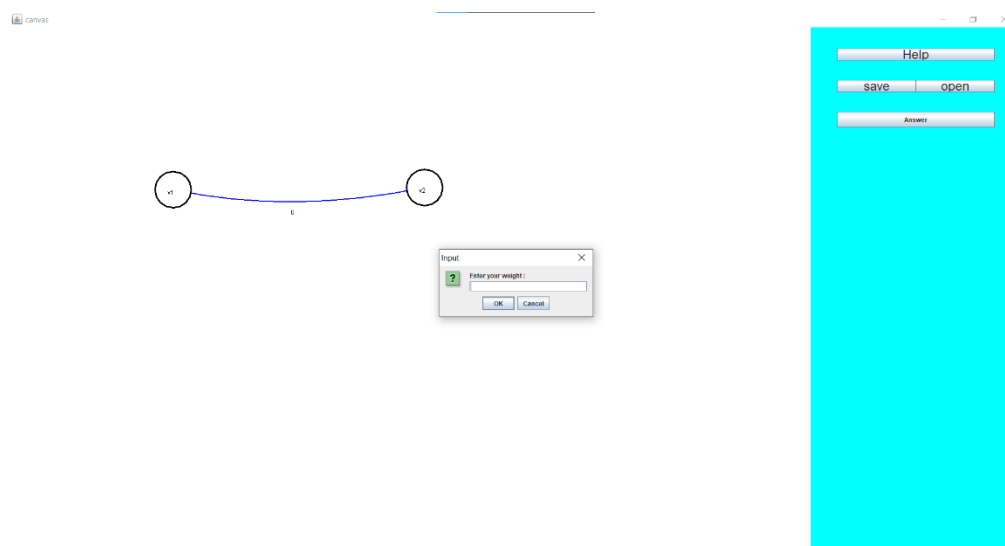 canvas
Help
save open
Answer
v1
v2
0
Input
?
Enter your weight :
OK Cancel